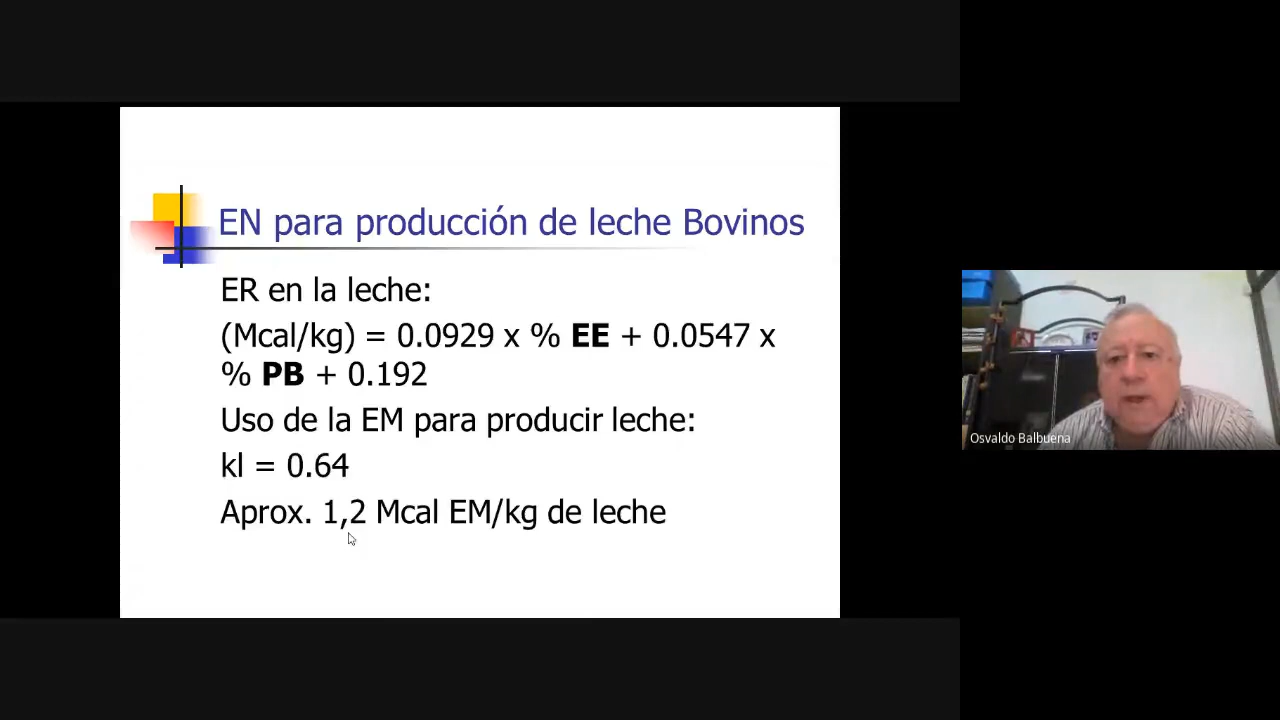 EN para producción de leche Bovinos
ER en la leche:
(Mcal/kg) = 0.0929 x % EE + 0.0547 x
% PB + 0.192
Uso de la EM para producir leche:
kl = 0.64
Aprox. 1,2 Mcal EM/kg de leche
Osvaldo Balbuena